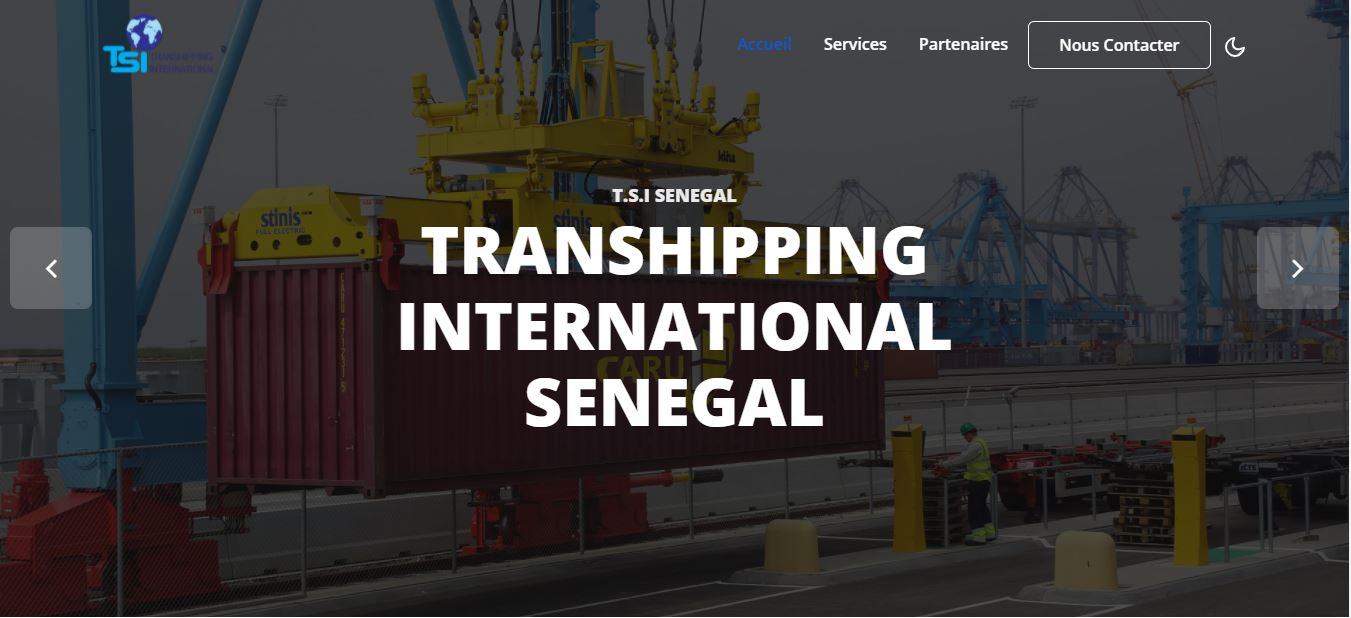 TSI TRANSHIPPING
INTERNATIONAL
Accueil
Services
Partenaires
Nous Contacter
T.S.I SENEGAL
TRANSHIPPING
INTERNATIONAL
SENEGAL
stinis
FULL ELECTRIC
stinis
CARU